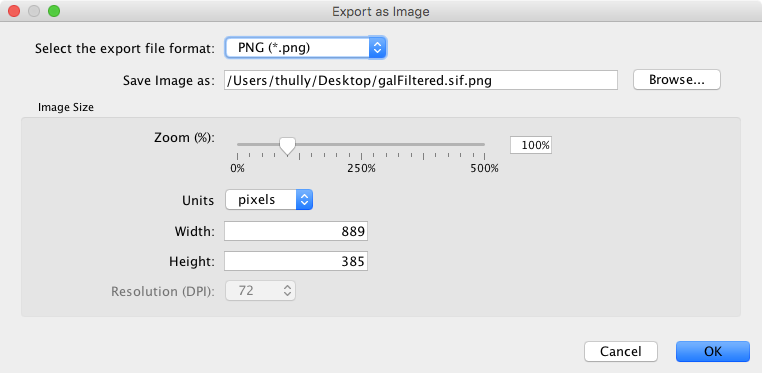 Export as Image
Select the export file format: PNG (*.png)
Save Image as: /Users/thully/Desktop/galFiltered.sif.png Browse...
Image Size
Zoom (%): 100%
0% 250% 500%
Units pixels
Width: 889
Height: 385
Resolution (DPI): 72
Cancel OK